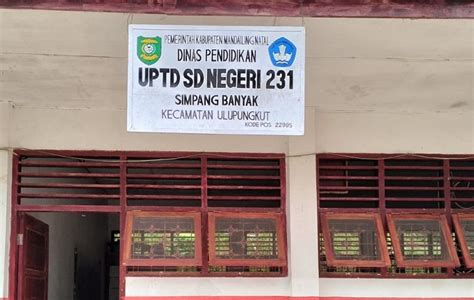 PEMERINTAH KABUPATEN MANDAILING NATAL
DINAS PENDIDIKAN
UPTD SD NEGERI 231
SIMPANG BANYAK
KECAMATAN ULUPUNGKUT
KODE POS 22995